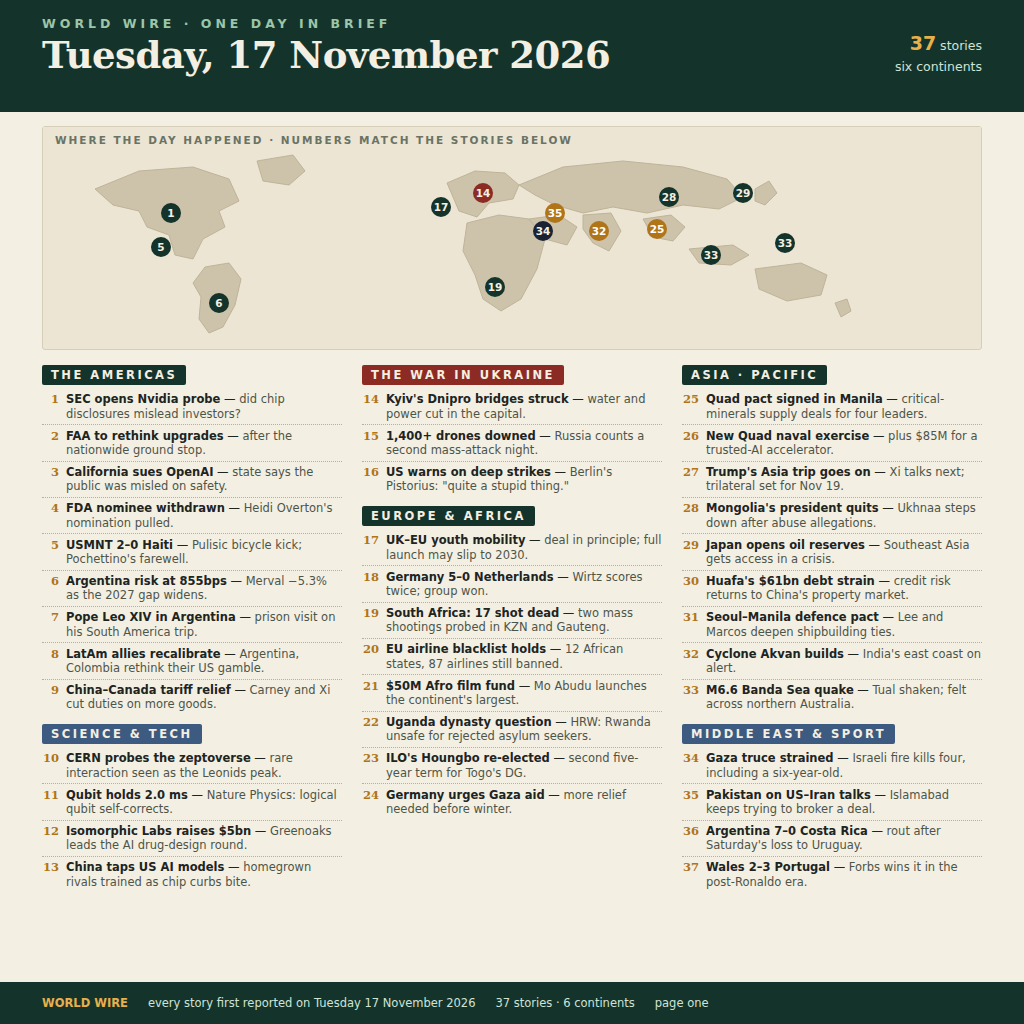 WORLD WIRE · ONE DAY IN BRIEF
Tuesday, 17 November 2026
37 stories
six continents
WHERE THE DAY HAPPENED · NUMBERS MATCH THE STORIES BELOW
14
29
28
1
17
35
25
34
32
5
33
33
19
6
THE AMERICAS
1 SEC opens Nvidia probe — did chip
disclosures mislead investors?
2 FAA to rethink upgrades — after the
nationwide ground stop.
3 California sues OpenAI — state says the
public was misled on safety.
4 FDA nominee withdrawn — Heidi Overton's
nomination pulled.
5 USMNT 2–0 Haiti — Pulisic bicycle kick;
Pochettino's farewell.
6 Argentina risk at 855bps — Merval −5.3%
as the 2027 gap widens.
7 Pope Leo XIV in Argentina — prison visit on
his South America trip.
8 LatAm allies recalibrate — Argentina,
Colombia rethink their US gamble.
9 China–Canada tariff relief — Carney and Xi
cut duties on more goods.
SCIENCE & TECH
10 CERN probes the zeptoverse — rare
interaction seen as the Leonids peak.
11 Qubit holds 2.0 ms — Nature Physics: logical
qubit self-corrects.
12 Isomorphic Labs raises $5bn — Greenoaks
leads the AI drug-design round.
13 China taps US AI models — homegrown
rivals trained as chip curbs bite.
THE WAR IN UKRAINE
14 Kyiv's Dnipro bridges struck — water and
power cut in the capital.
15 1,400+ drones downed — Russia counts a
second mass-attack night.
16 US warns on deep strikes — Berlin's
Pistorius: "quite a stupid thing."
EUROPE & AFRICA
17 UK–EU youth mobility — deal in principle; full
launch may slip to 2030.
18 Germany 5–0 Netherlands — Wirtz scores
twice; group won.
19 South Africa: 17 shot dead — two mass
shootings probed in KZN and Gauteng.
20 EU airline blacklist holds — 12 African
states, 87 airlines still banned.
21 $50M Afro film fund — Mo Abudu launches
the continent's largest.
22 Uganda dynasty question — HRW: Rwanda
unsafe for rejected asylum seekers.
23 ILO's Houngbo re-elected — second five-
year term for Togo's DG.
24 Germany urges Gaza aid — more relief
needed before winter.
ASIA · PACIFIC
25 Quad pact signed in Manila — critical-
minerals supply deals for four leaders.
26 New Quad naval exercise — plus $85M for a
trusted-AI accelerator.
27 Trump's Asia trip goes on — Xi talks next;
trilateral set for Nov 19.
28 Mongolia's president quits — Ukhnaa steps
down after abuse allegations.
29 Japan opens oil reserves — Southeast Asia
gets access in a crisis.
30 Huafa's $61bn debt strain — credit risk
returns to China's property market.
31 Seoul–Manila defence pact — Lee and
Marcos deepen shipbuilding ties.
32 Cyclone Akvan builds — India's east coast on
alert.
33 M6.6 Banda Sea quake — Tual shaken; felt
across northern Australia.
MIDDLE EAST & SPORT
34 Gaza truce strained — Israeli fire kills four,
including a six-year-old.
35 Pakistan on US–Iran talks — Islamabad
keeps trying to broker a deal.
36 Argentina 7–0 Costa Rica — rout after
Saturday's loss to Uruguay.
37 Wales 2–3 Portugal — Forbs wins it in the
post-Ronaldo era.
WORLD WIRE every story first reported on Tuesday 17 November 2026 37 stories · 6 continents page one